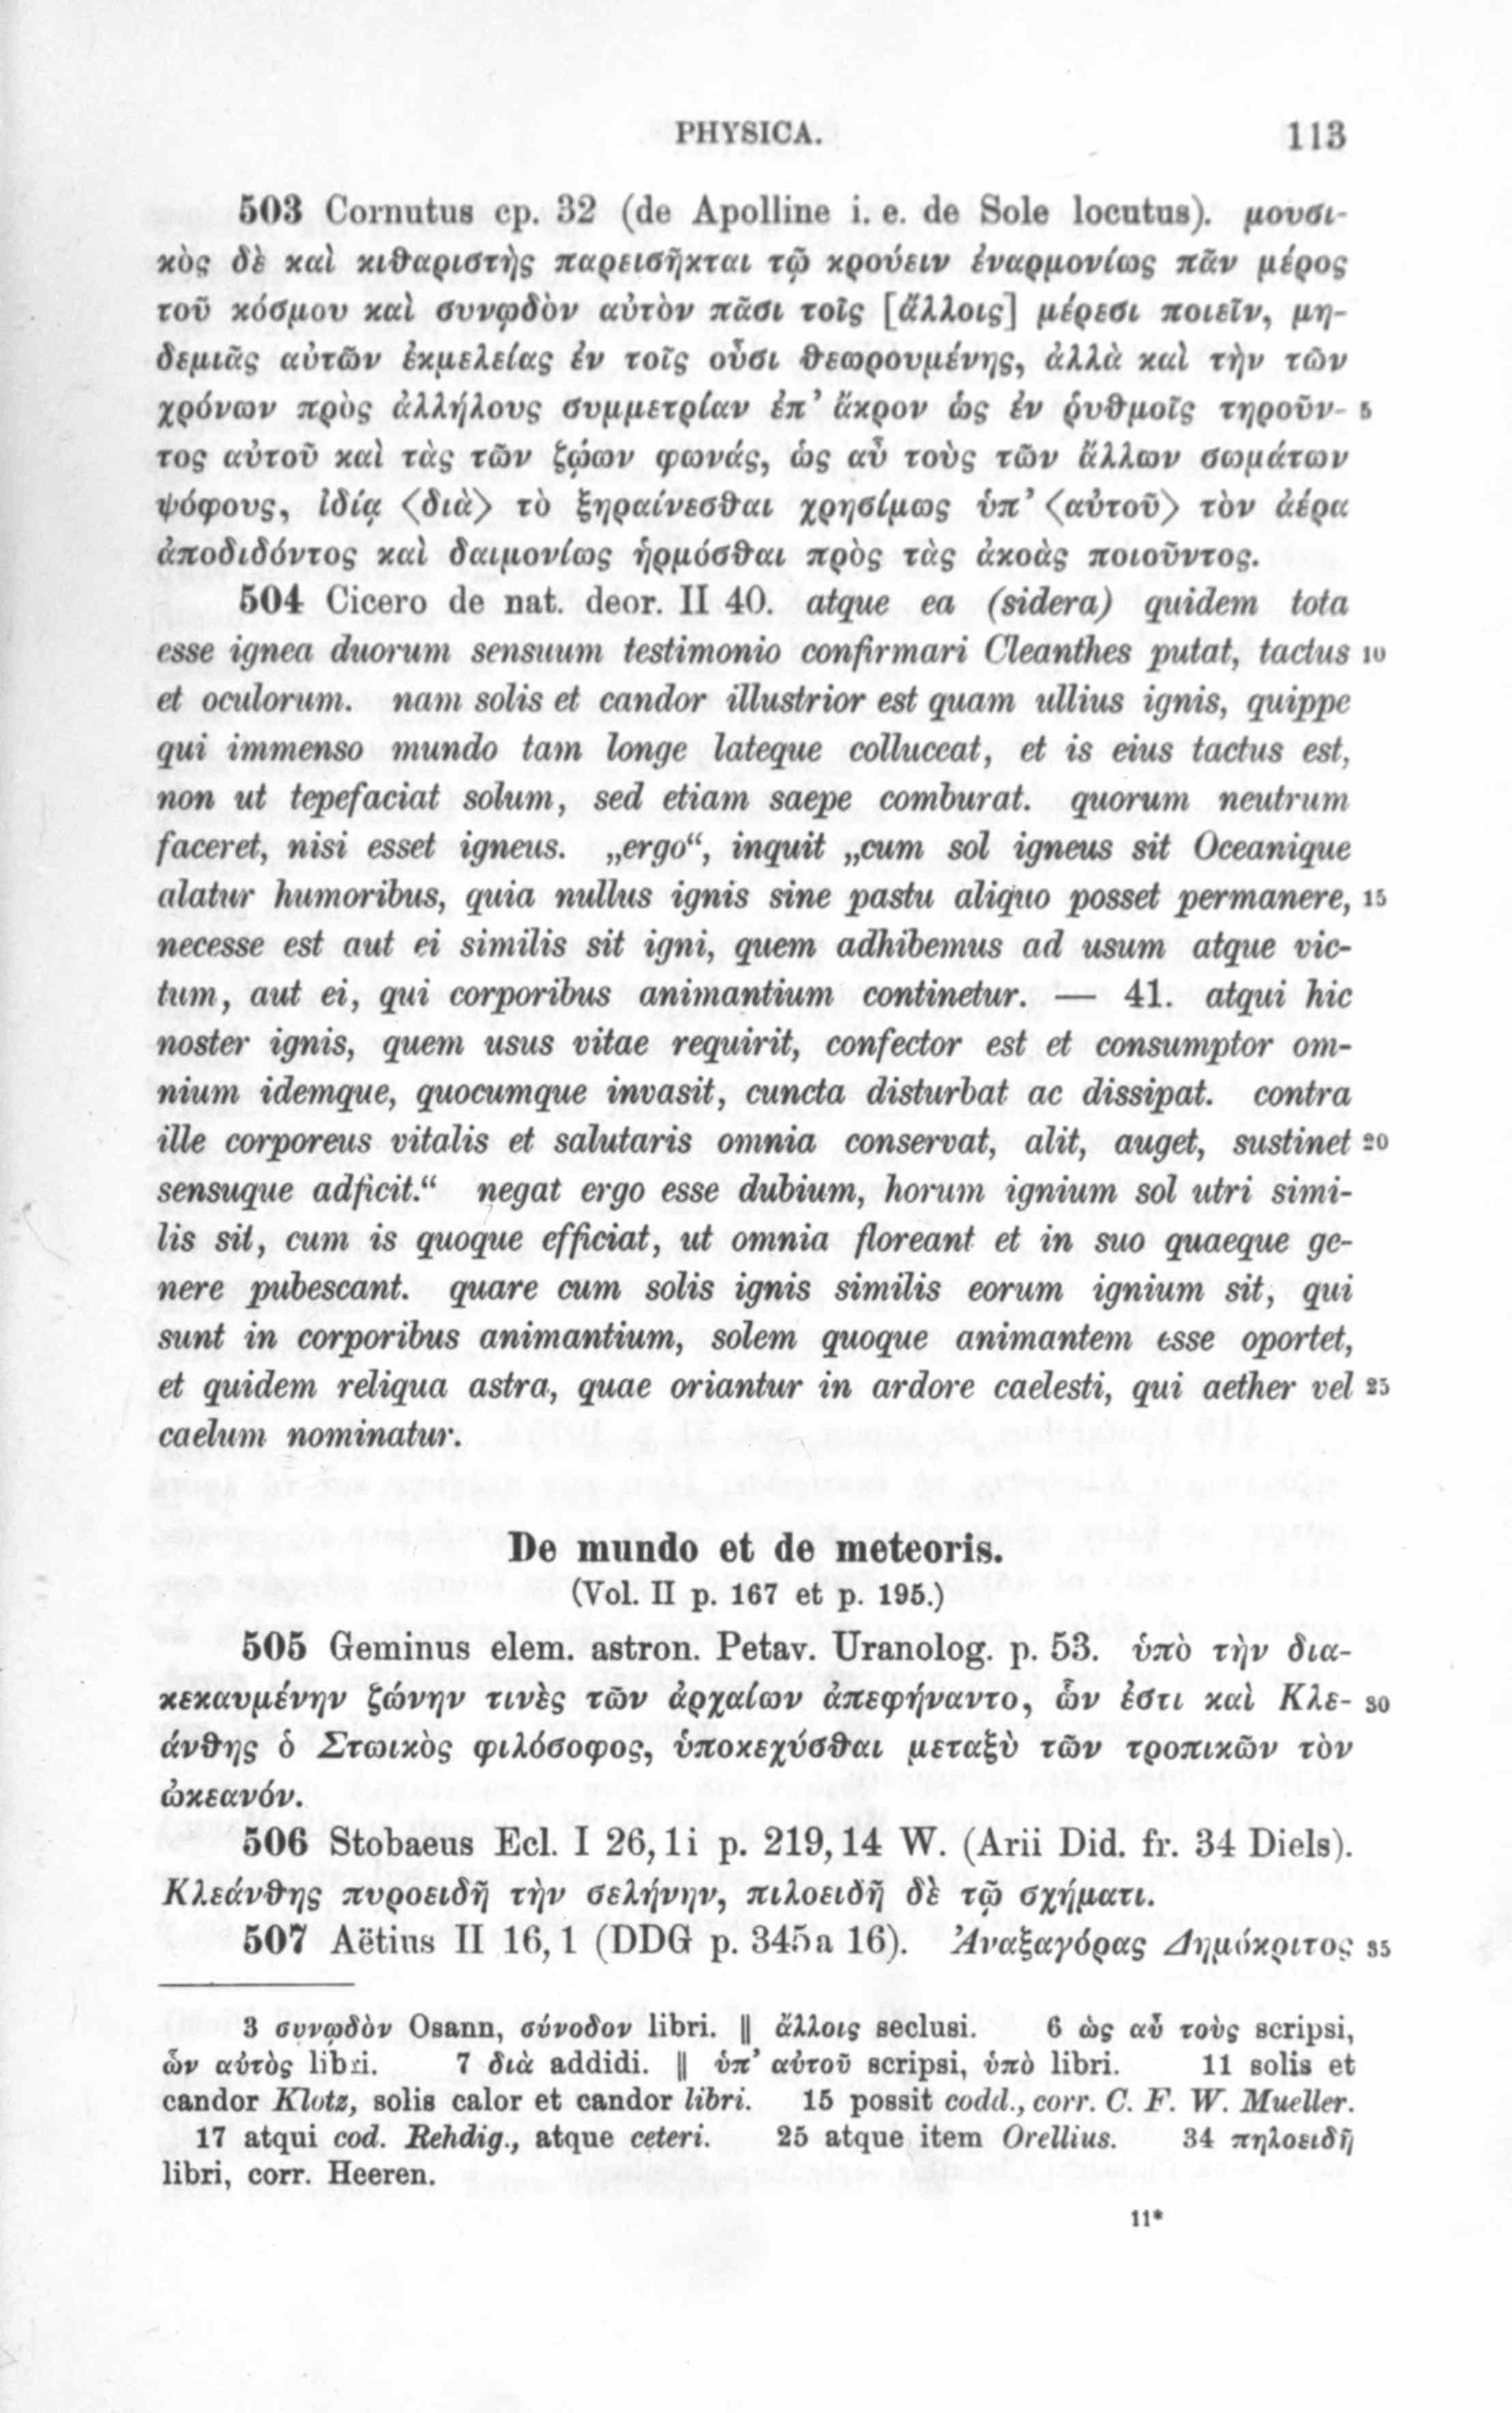 PHYSICA. 113
503 Cornutus cp. 32 (de Apolline i. e. de Sole locutus). μουσι-
κὸς δὲ καὶ κιθαριστὴς παρεισῆκται τῷ κρούειν ἐναρμονίως πᾶν μέρος
τοῦ κόσμου καὶ συνῳδὸν αὐτὸν πᾶσι τοῖς [ἄλλοις] μέρεσι ποιεῖν, μη-
δεμιᾶς αὐτῶν ἐκμελείας ἐν τοῖς οὖσι θεωρουμένης, ἀλλὰ καὶ τὴν τῶν
χρόνων πρὸς ἀλλήλους συμμετρίαν ἐπ' ἄκρον ὡς ἐν ῥυθμοῖς τηροῦν- 5
τος αὐτοῦ καὶ τὰς τῶν ζῴων φωνάς, ὡς αὖ τοὺς τῶν ἄλλων σωμάτων
ψόφους, ἰδίᾳ <διὰ> τὸ ξηραίνεσθαι χρησίμως ὑπ' <αὐτοῦ> τὸν ἀέρα
ἀποδιδόντος καὶ δαιμονίως ἡρμόσθαι πρὸς τὰς ἀκοὰς ποιοῦντος.
504 Cicero de nat. deor. II 40. atque ea (sidera) quidem tota
esse ignea duorum sensuum testimonio confirmari Cleanthes putat, tactus 10
et oculorum. nam solis et candor illustrior est quam ullius ignis, quippe
qui immenso mundo tam longe lateque colluceat, et is eius tactus est,
non ut tepefaciat solum, sed etiam saepe comburat. quorum neutrum
faceret, nisi esset igneus. „ergo“, inquit „cum sol igneus sit Oceanique
alatur humoribus, quia nullus ignis sine pastu aliquo posset permanere, 15
necesse est aut ei similis sit igni, quem adhibemus ad usum atque vic-
tum, aut ei, qui corporibus animantium continetur. — 41. atqui hic
noster ignis, quem usus vitae requirit, confector est et consumptor om-
nium idemque, quocumque invasit, cuncta disturbat ac dissipat. contra
ille corporeus vitalis et salutaris omnia conservat, alit, auget, sustinet 20
sensuque adficit.“ negat ergo esse dubium, horum ignium sol utri simi-
lis sit, cum is quoque efficiat, ut omnia floreant et in suo quaeque ge-
nere pubescant. quare cum solis ignis similis eorum ignium sit, qui
sunt in corporibus animantium, solem quoque animantem esse oportet,
et quidem reliqua astra, quae oriantur in ardore caelesti, qui aether vel 25
caelum nominatur.
De mundo et de meteoris.
(Vol. II p. 167 et p. 195.)
505 Geminus elem. astron. Petav. Uranolog. p. 53. ὑπὸ τὴν δια-
κεκαυμένην ζώνην τινὲς τῶν ἀρχαίων ἀπεφήναντο, ὧν ἐστι καὶ Κλε- 30
άνθης ὁ Στωικὸς φιλόσοφος, ὑποκεχύσθαι μεταξὺ τῶν τροπικῶν τὸν
ὠκεανόν.
506 Stobaeus Ecl. I 26, 1i p. 219, 14 W. (Arii Did. fr. 34 Diels).
Κλεάνθης πυροειδῆ τὴν σελήνην, πιλοειδῆ δὲ τῷ σχήματι.
507 Aëtius II 16, 1 (DDG p. 345a 16). Ἀναξαγόρας Δημόκριτος 35
3 συνῳδὸν Osann, σύνοδον libri. || ἄλλοις seclusi. 6 ὡς αὖ τοὺς scripsi,
ὧν αὐτὸς libri. 7 διὰ addidi. || ὑπ' αὐτοῦ scripsi, ὑπὸ libri. 11 solis et
candor Klotz, solis calor et candor libri. 15 possit codd., corr. C. F. W. Mueller.
17 atqui cod. Rehdig., atque ceteri. 25 atque item Orellius. 34 πηλοειδῆ
libri, corr. Heeren.
11*